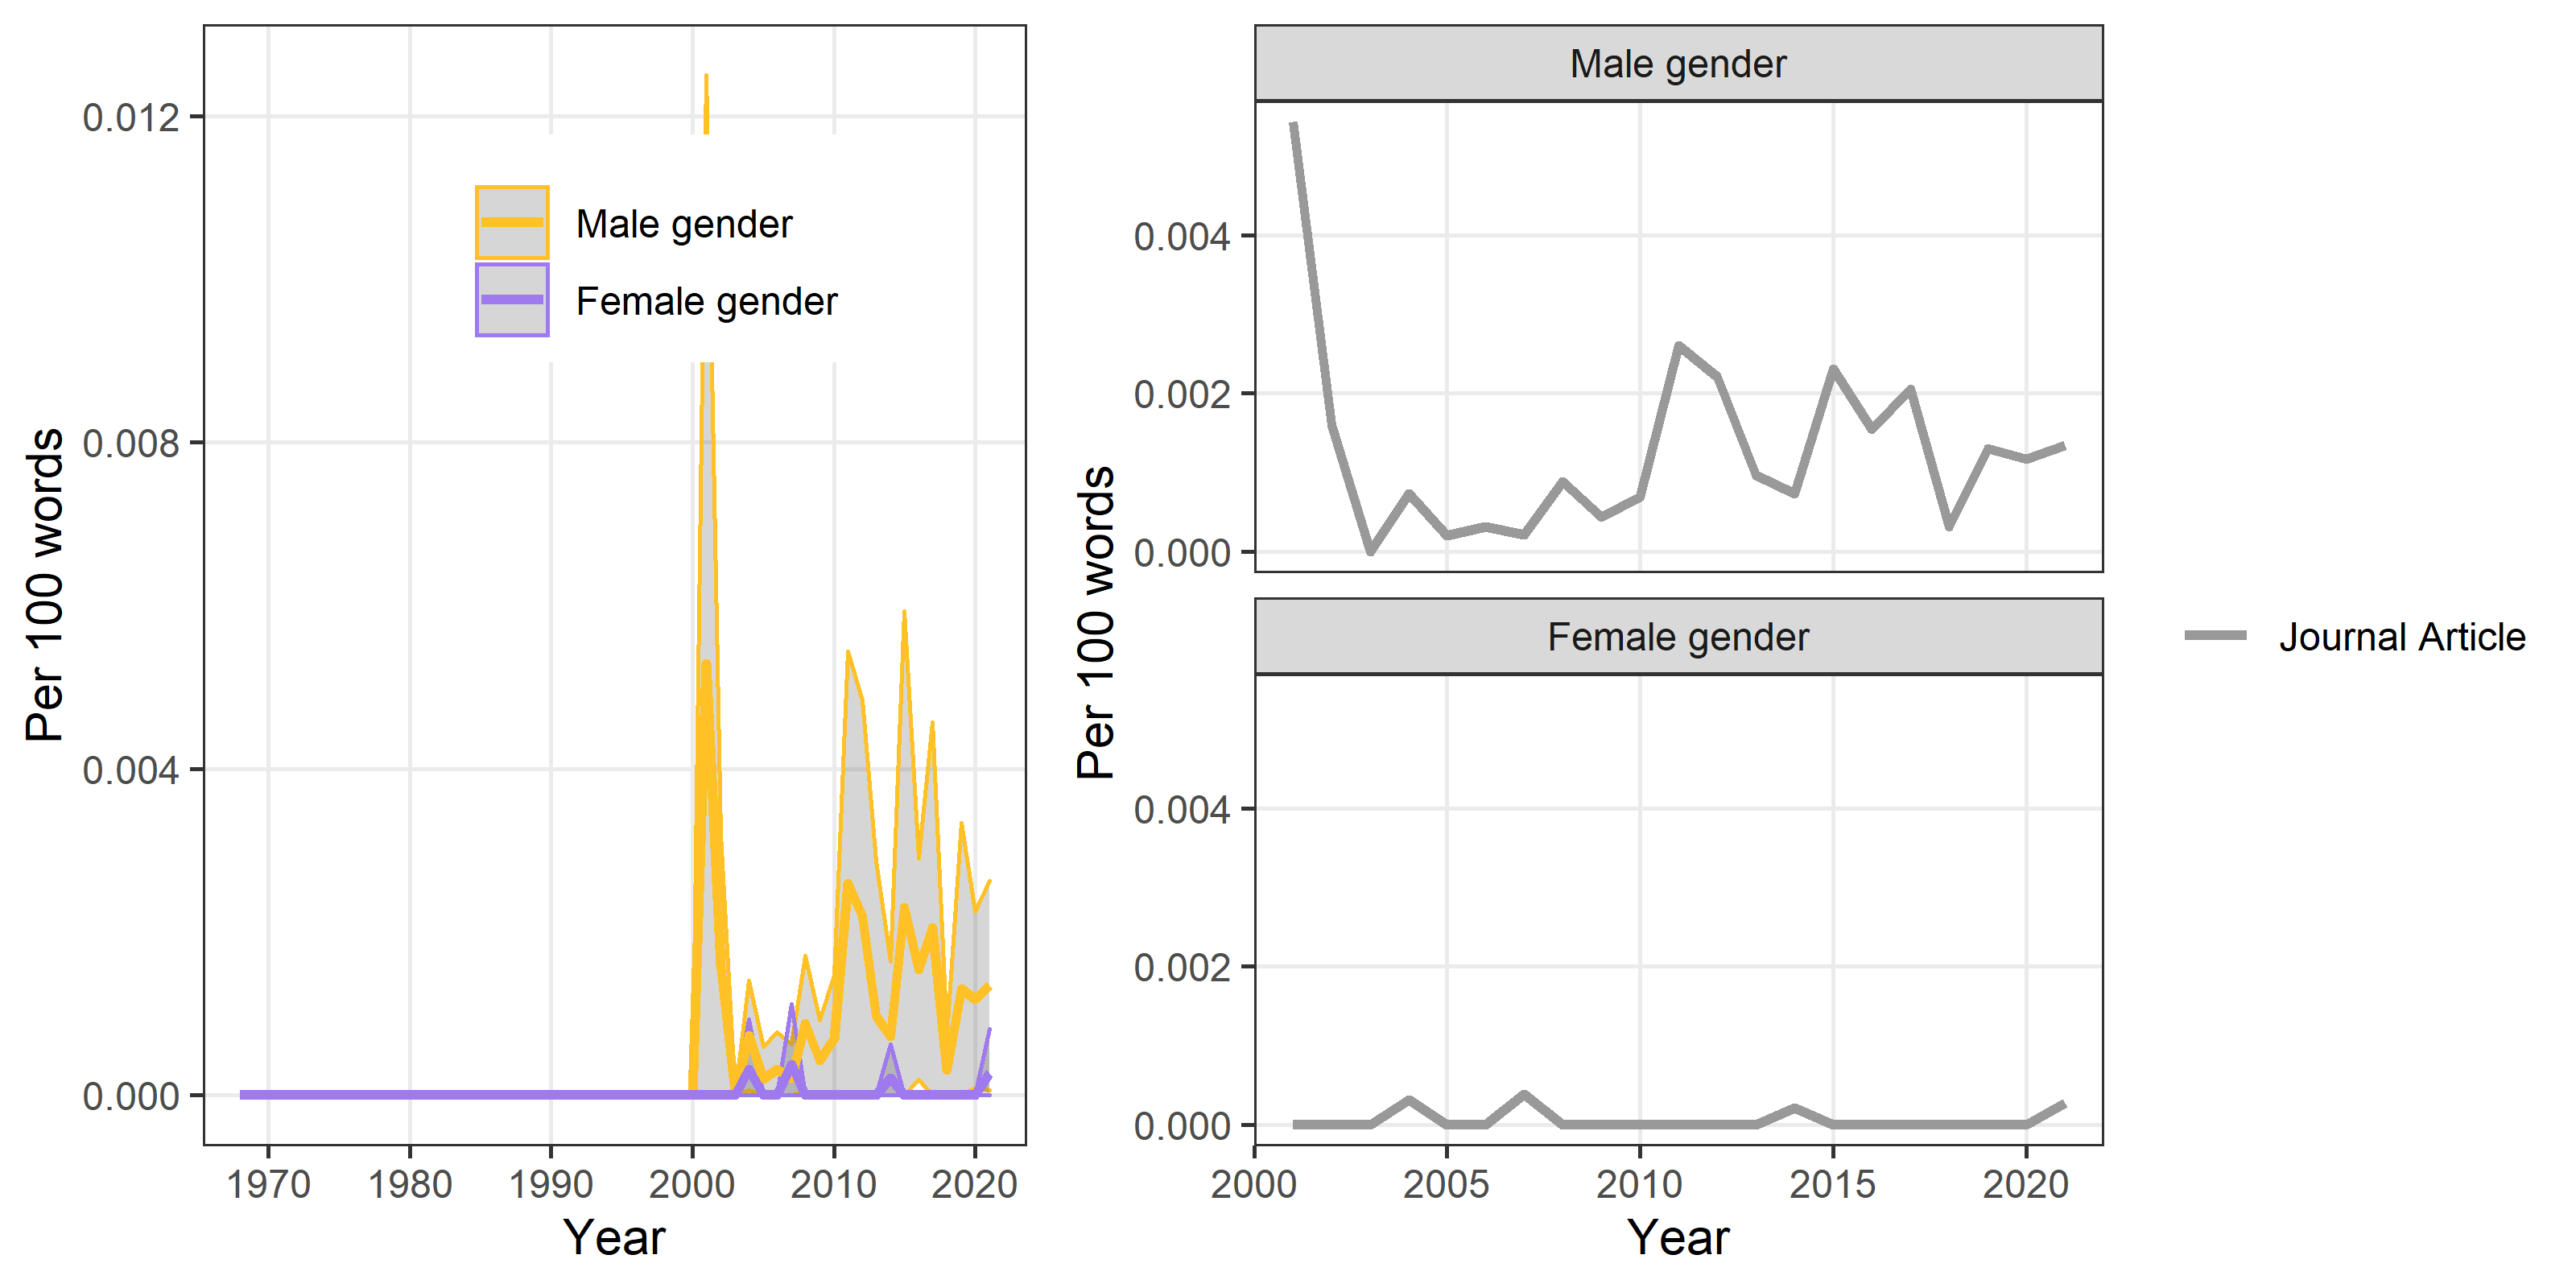 Per 100 words
0.012
0.008
0.004
0.000
Male gender
Female gender
1970 1980 1990 2000 2010 2020
Year
Per 100 words
Male gender
0.004
0.002
0.000
Female gender
0.004
0.002
0.000
2000 2005 2010 2015 2020
Year
Journal Article